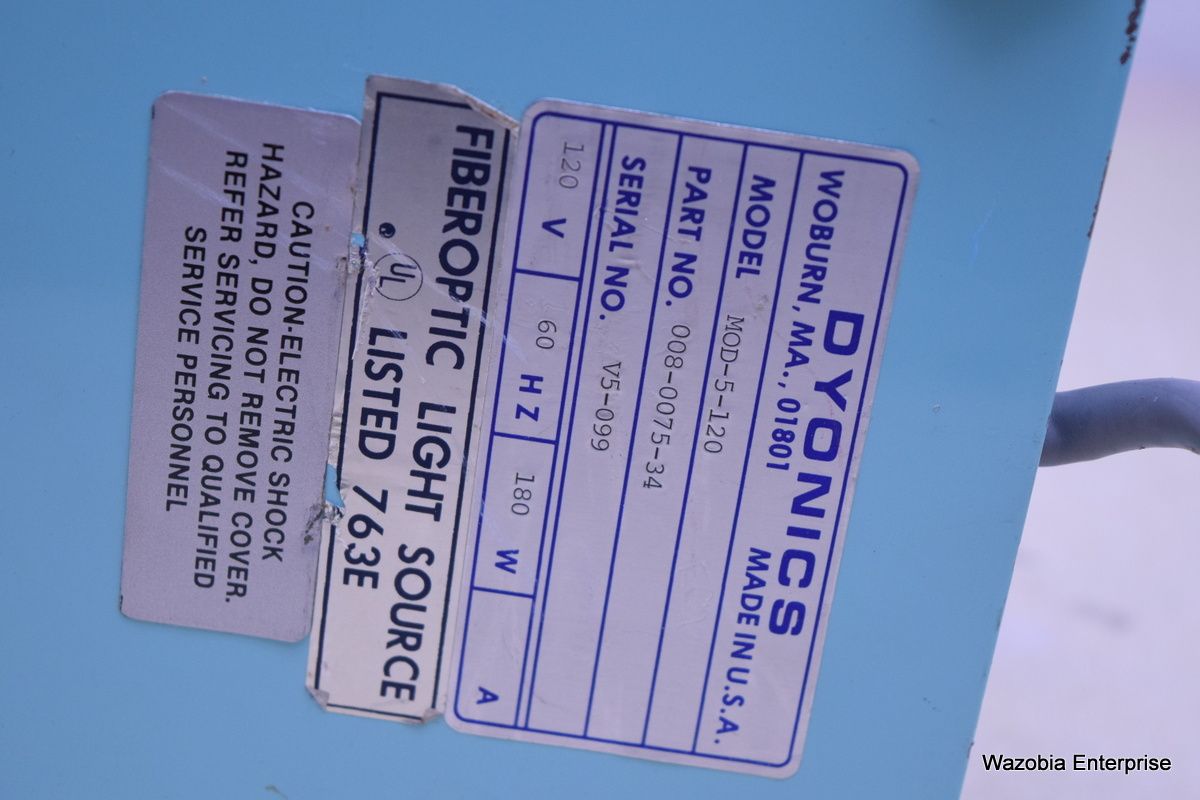 DYONICS
WOBURN, MA., 01801 MADE IN U.S.A.
MODEL MOD-5-120
PART NO. 008-0075-34
SERIAL NO. V5-099
120 V 60 HZ 180 W A
FIBEROPTIC LIGHT SOURCE
UL LISTED 763E
CAUTION-ELECTRIC SHOCK
HAZARD, DO NOT REMOVE COVER.
REFER SERVICING TO QUALIFIED
SERVICE PERSONNEL
Wazobia Enterprise